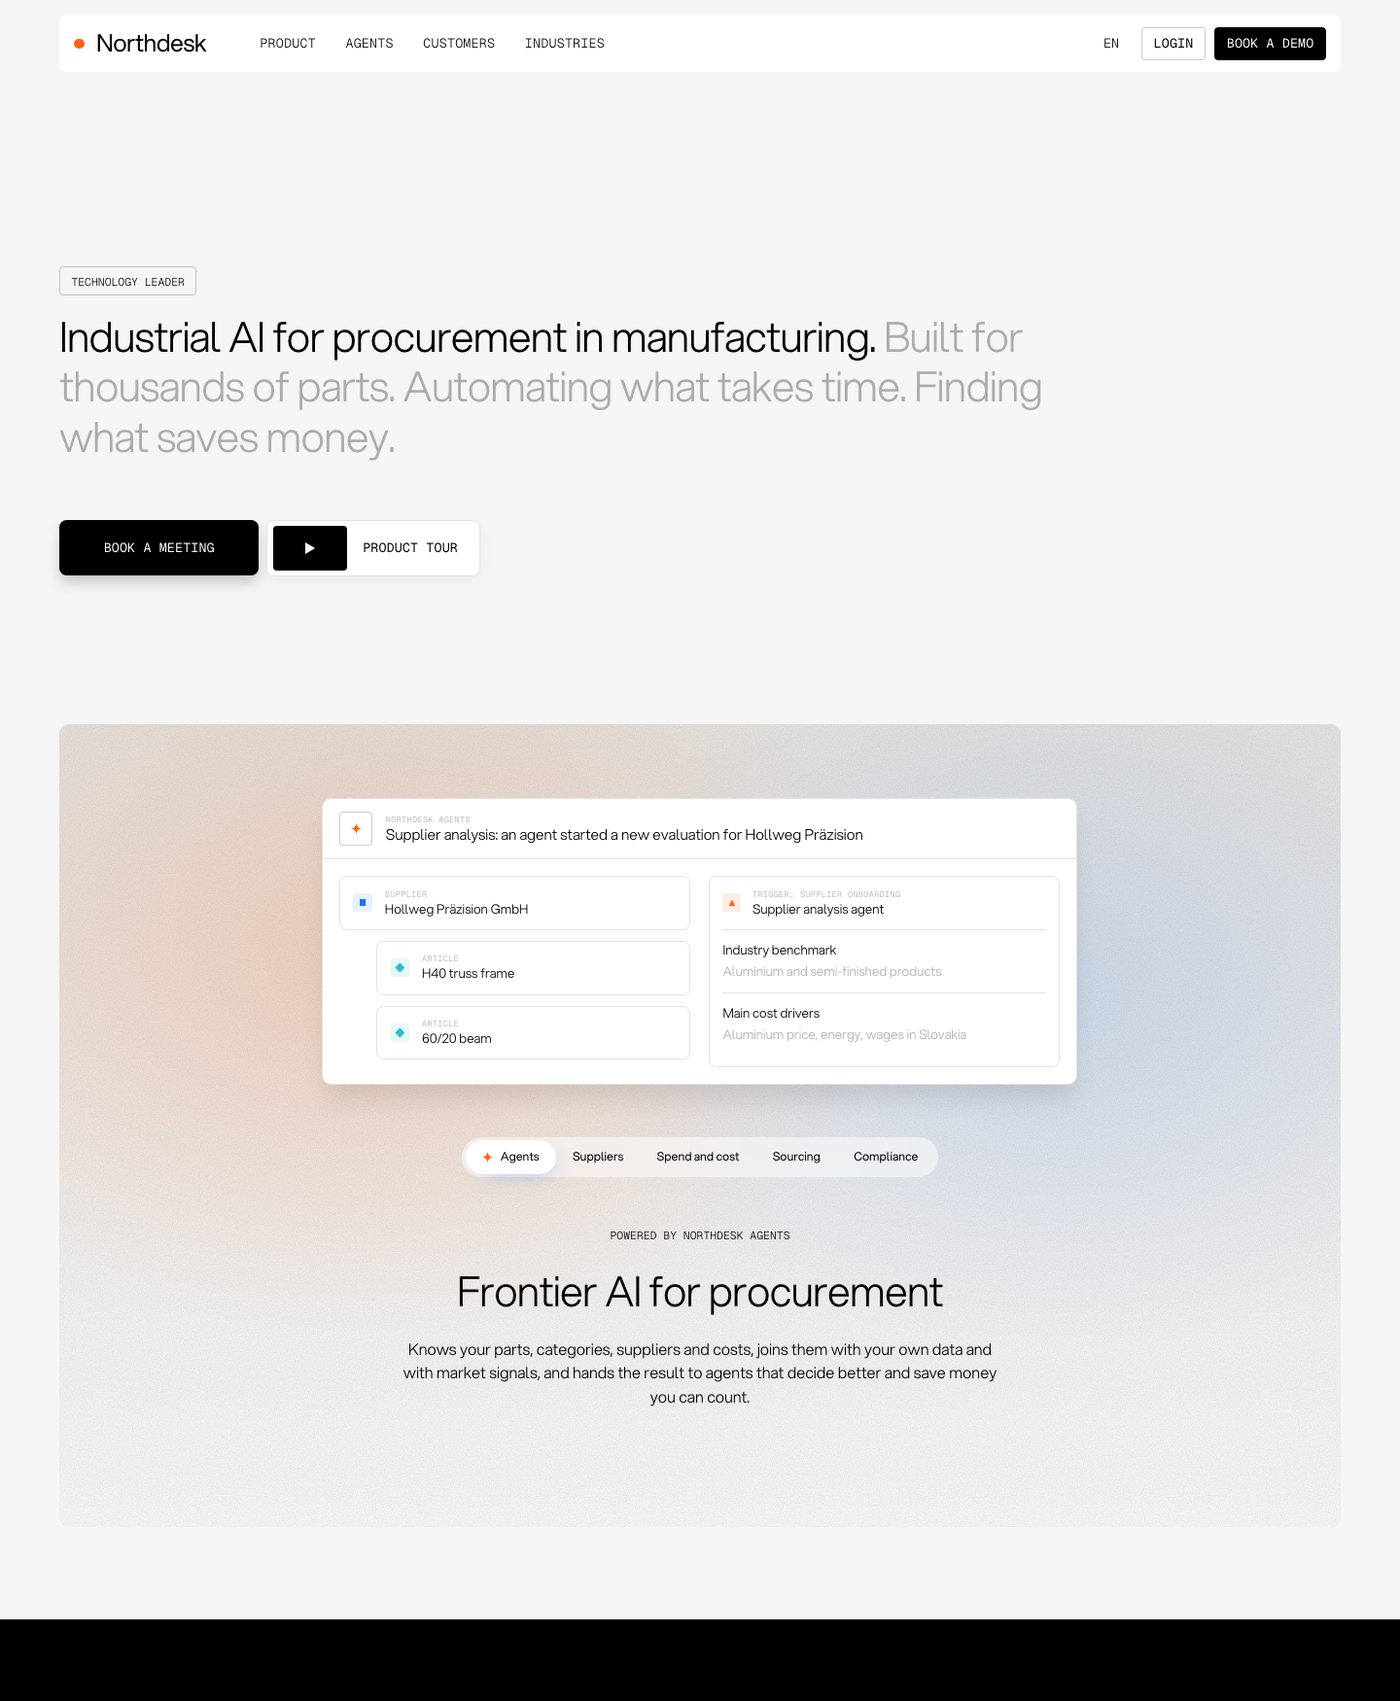 Northdesk
PRODUCT
AGENTS
CUSTOMERS
INDUSTRIES
EN
LOGIN
BOOK A DEMO
TECHNOLOGY LEADER
Industrial AI for procurement in manufacturing. Built for
thousands of parts. Automating what takes time. Finding
what saves money.
BOOK A MEETING
PRODUCT TOUR
NORTHDESK AGENTS
Supplier analysis: an agent started a new evaluation for Hollweg Präzision
SUPPLIER
Hollweg Präzision GmbH
ARTICLE
H40 truss frame
ARTICLE
60/20 beam
TRIGGER: SUPPLIER ONBOARDING
Supplier analysis agent
Industry benchmark
Aluminium and semi-finished products
Main cost drivers
Aluminium price, energy, wages in Slovakia
Agents
Suppliers
Spend and cost
Sourcing
Compliance
POWERED BY NORTHDESK AGENTS
Frontier AI for procurement
Knows your parts, categories, suppliers and costs, joins them with your own data and
with market signals, and hands the result to agents that decide better and save money
you can count.